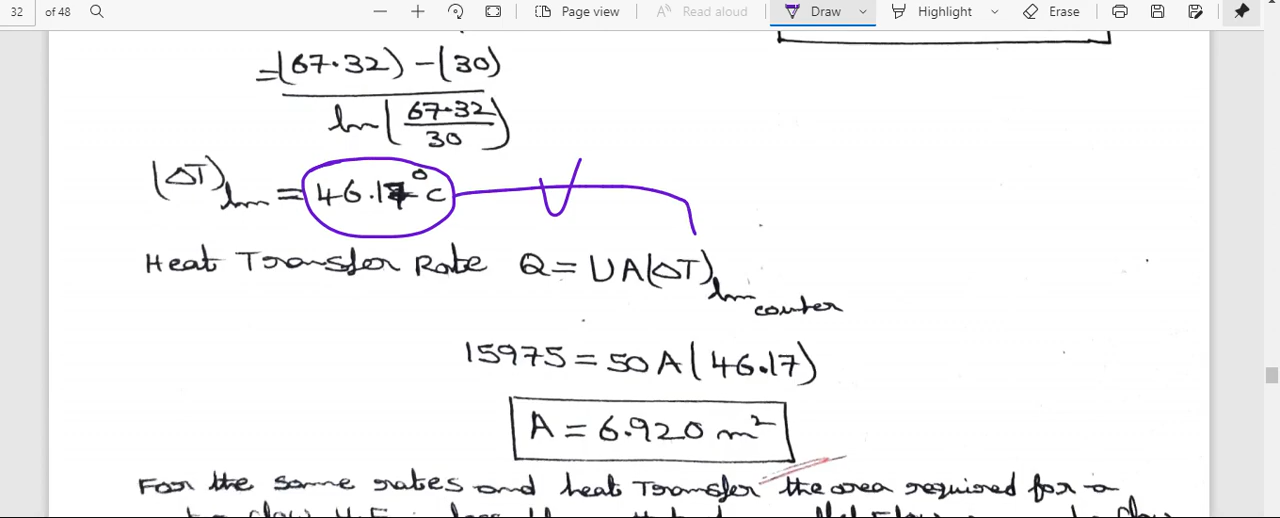 32 of 48 Page view Read aloud Draw Highlight Erase
=(67.32) - (30)
ln(67.32/30)
(ΔT)lm = 46.17°C
Heat Transfer Rate Q = UA(ΔT)lm couter
15975 = 50 A (46.17)
A = 6.920 m²
For the same rates and heat Transfer the area required for a